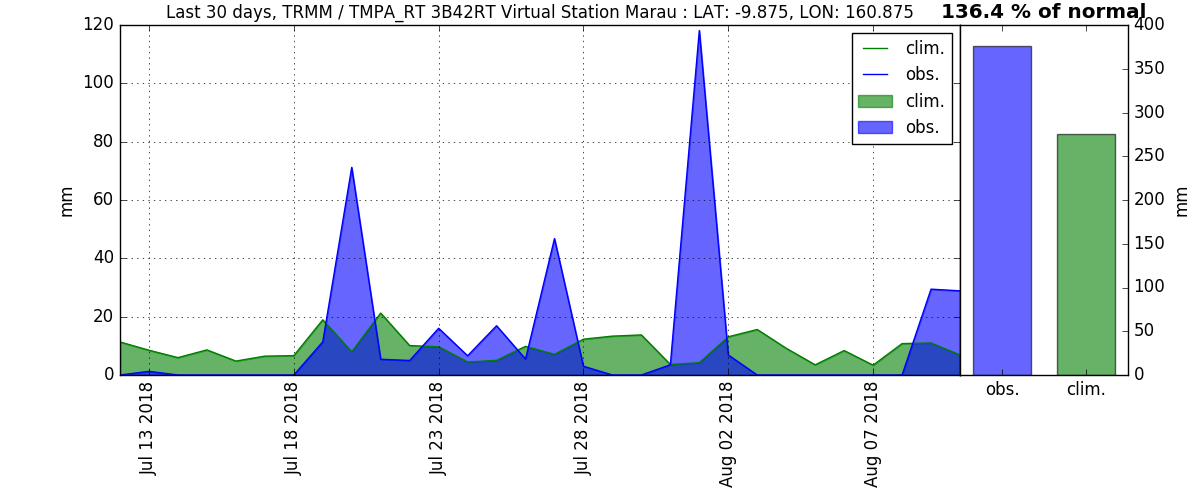 Last 30 days, TRMM / TMPA_RT 3B42RT Virtual Station Marau : LAT: -9.875, LON: 160.875
136.4 % of normal
120
100
80
60
40
20
0
mm
clim.
obs.
clim.
obs.
Jul 13 2018
Jul 18 2018
Jul 23 2018
Jul 28 2018
Aug 02 2018
Aug 07 2018
400
350
300
250
200
150
100
50
0
mm
obs.
clim.